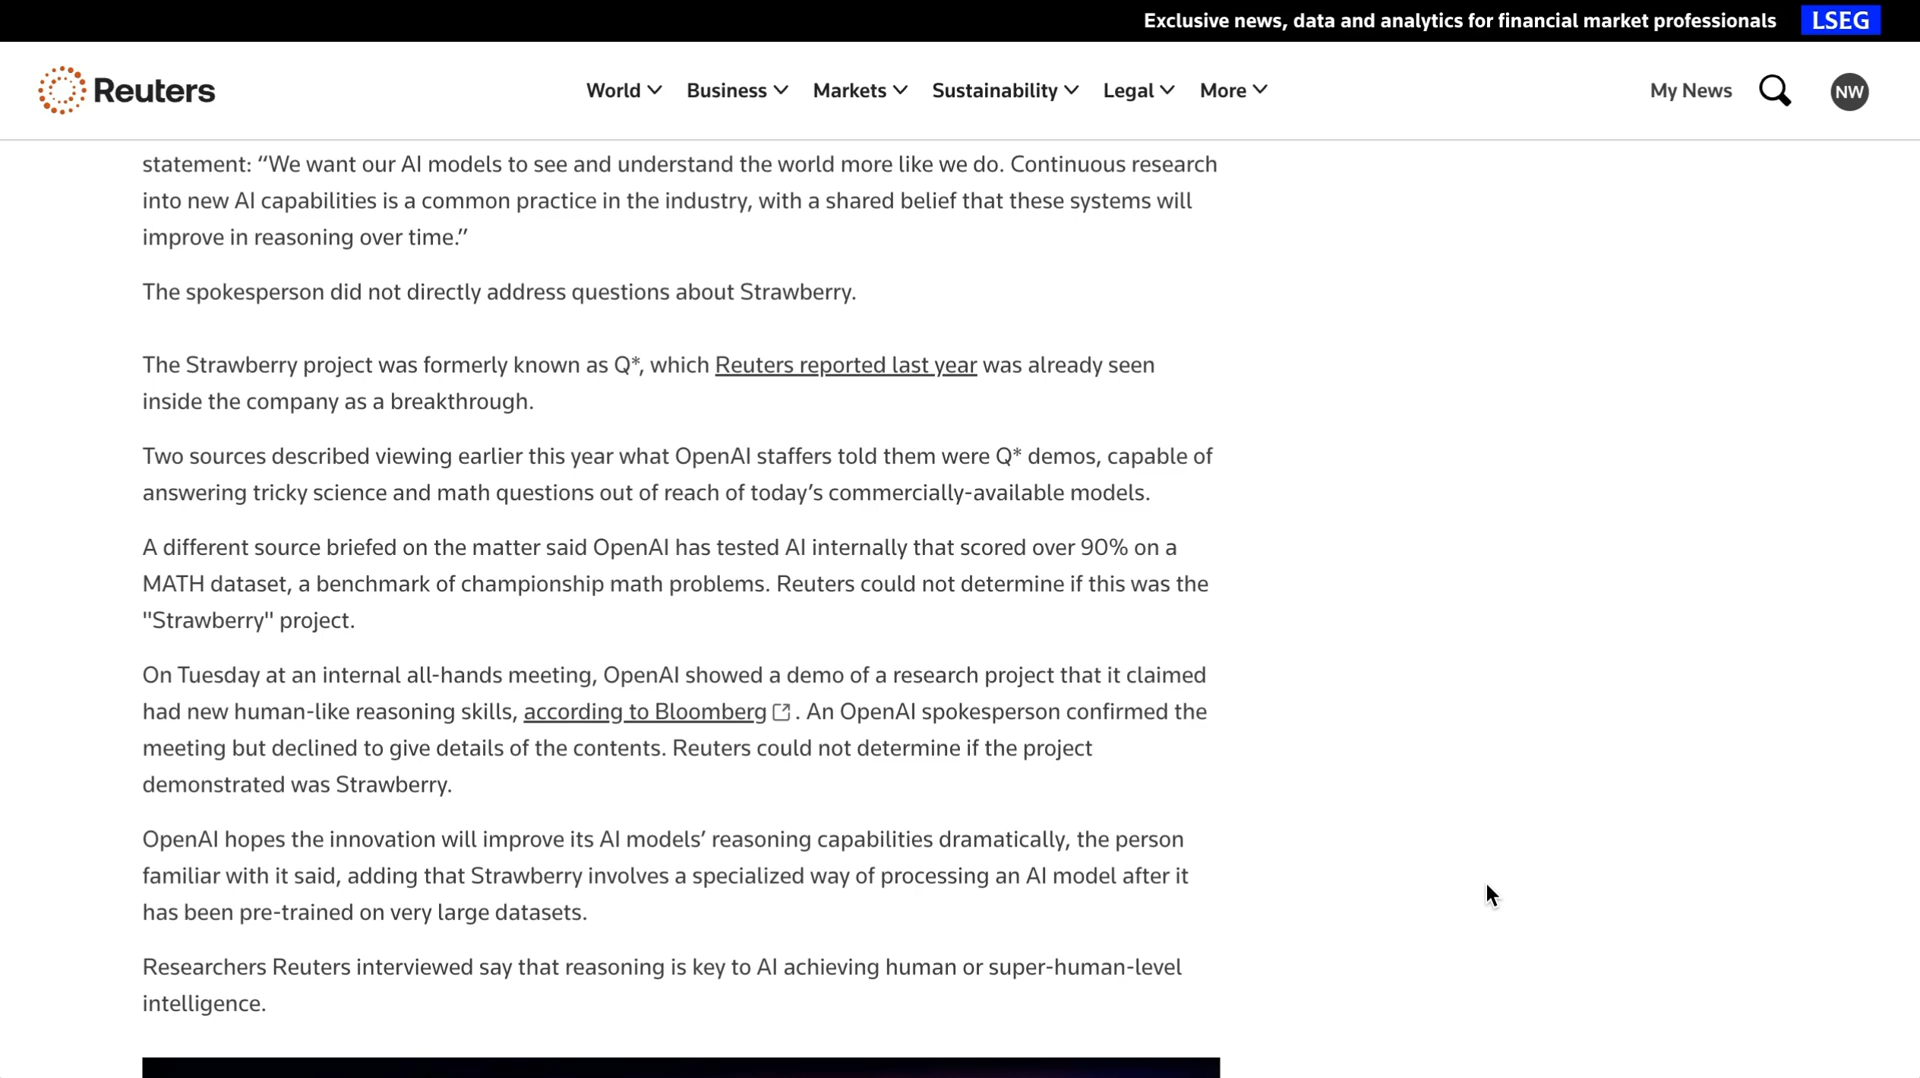 Exclusive news, data and analytics for financial market professionals LSEG
Reuters World Business Markets Sustainability Legal More My News NW
statement: “We want our AI models to see and understand the world more like we do. Continuous research
into new AI capabilities is a common practice in the industry, with a shared belief that these systems will
improve in reasoning over time.”
The spokesperson did not directly address questions about Strawberry.
The Strawberry project was formerly known as Q*, which Reuters reported last year was already seen
inside the company as a breakthrough.
Two sources described viewing earlier this year what OpenAI staffers told them were Q* demos, capable of
answering tricky science and math questions out of reach of today’s commercially-available models.
A different source briefed on the matter said OpenAI has tested AI internally that scored over 90% on a
MATH dataset, a benchmark of championship math problems. Reuters could not determine if this was the
"Strawberry" project.
On Tuesday at an internal all-hands meeting, OpenAI showed a demo of a research project that it claimed
had new human-like reasoning skills, according to Bloomberg . An OpenAI spokesperson confirmed the
meeting but declined to give details of the contents. Reuters could not determine if the project
demonstrated was Strawberry.
OpenAI hopes the innovation will improve its AI models’ reasoning capabilities dramatically, the person
familiar with it said, adding that Strawberry involves a specialized way of processing an AI model after it
has been pre-trained on very large datasets.
Researchers Reuters interviewed say that reasoning is key to AI achieving human or super-human-level
intelligence.